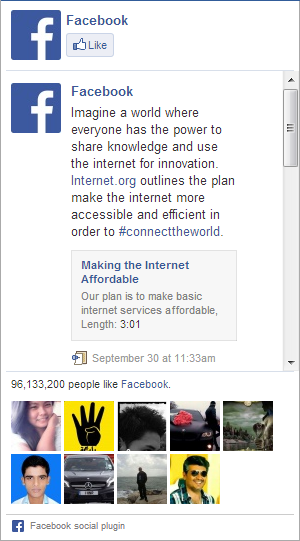 Facebook
Like
Facebook
Imagine a world where
everyone has the power to
share knowledge and use
the internet for innovation.
Internet.org outlines the plan
make the internet more
accessible and efficient in
order to #connecttheworld.
Making the Internet
Affordable
Our plan is to make basic
internet services affordable,
Length: 3:01
September 30 at 11:33am
96,133,200 people like Facebook.
Facebook social plugin